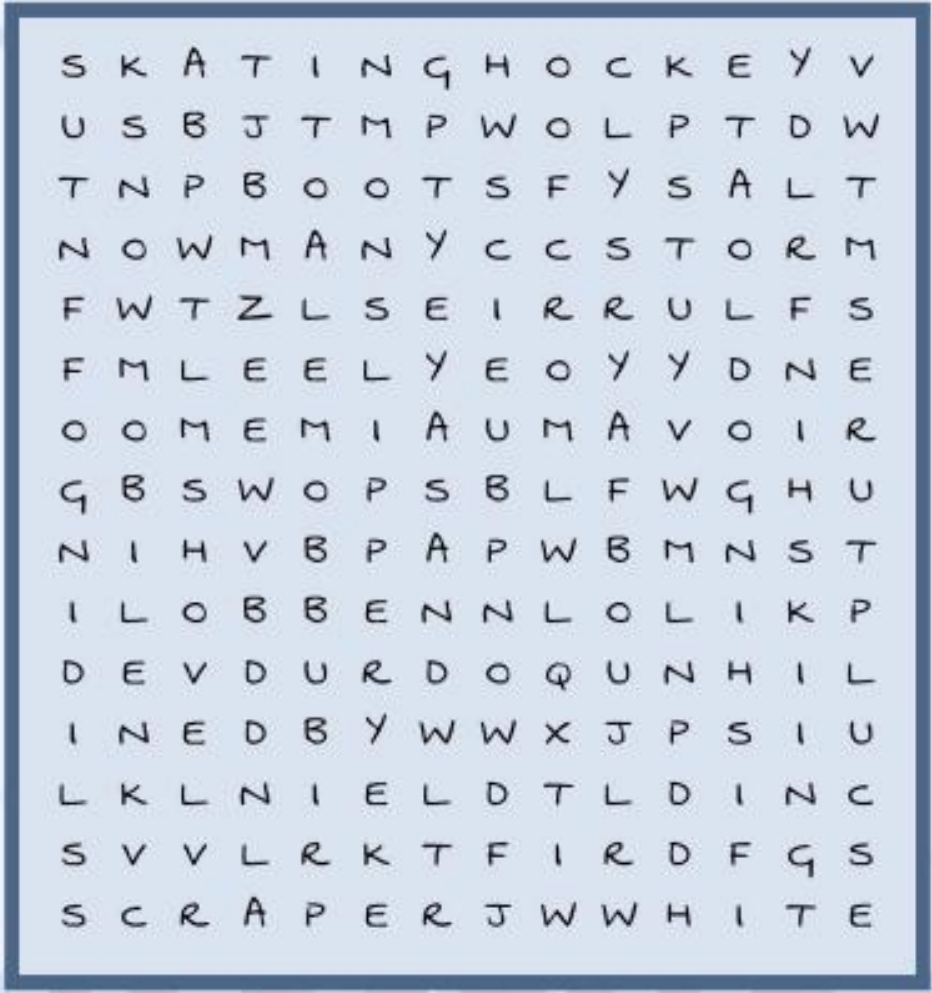 S K A T I N G H O C K E Y V
U S B J T M P W O L P T D W
T N P B O O T S F Y S A L T
N O W M A N Y C C S T O R M
F W T Z L S E I R R U L F S
F M L E E L Y E O Y Y D N E
O O M E M I A U M A V O I R
G B S W O P S B L F W G H U
N I H V B P A P W B M N S T
I L O B B E N N L O L I K P
D E V D U R D O Q U N H I L
I N E D B Y W W X J P S I U
L K L N I E L D T L D I N C
S V V L R K T F I R D F G S
S C R A P E R J W W H I T E